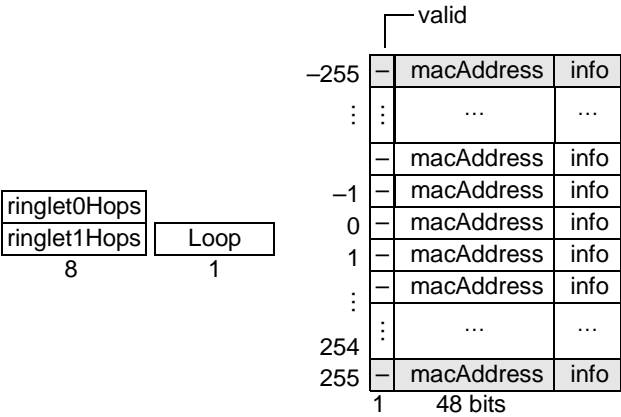 valid
–255 – macAddress info
⋮ ⋮ … …
– macAddress info
–1 – macAddress info
ringlet0Hops
0 – macAddress info
ringlet1Hops Loop
1 – macAddress info
8 1
– macAddress info
⋮ ⋮ … …
254
255 – macAddress info
1 48 bits